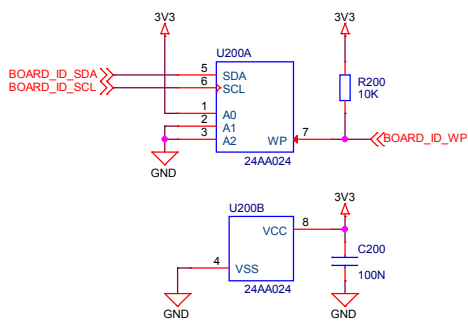 3V3
3V3
U200A
BOARD_ID_SDA
5
SDA
BOARD_ID_SCL
6
SCL
R200
10K
1
A0
2
A1
3
A2
WP
7
BOARD_ID_WP
GND
24AA024
3V3
U200B
VCC
8
C200
4
VSS
100N
24AA024
GND
GND